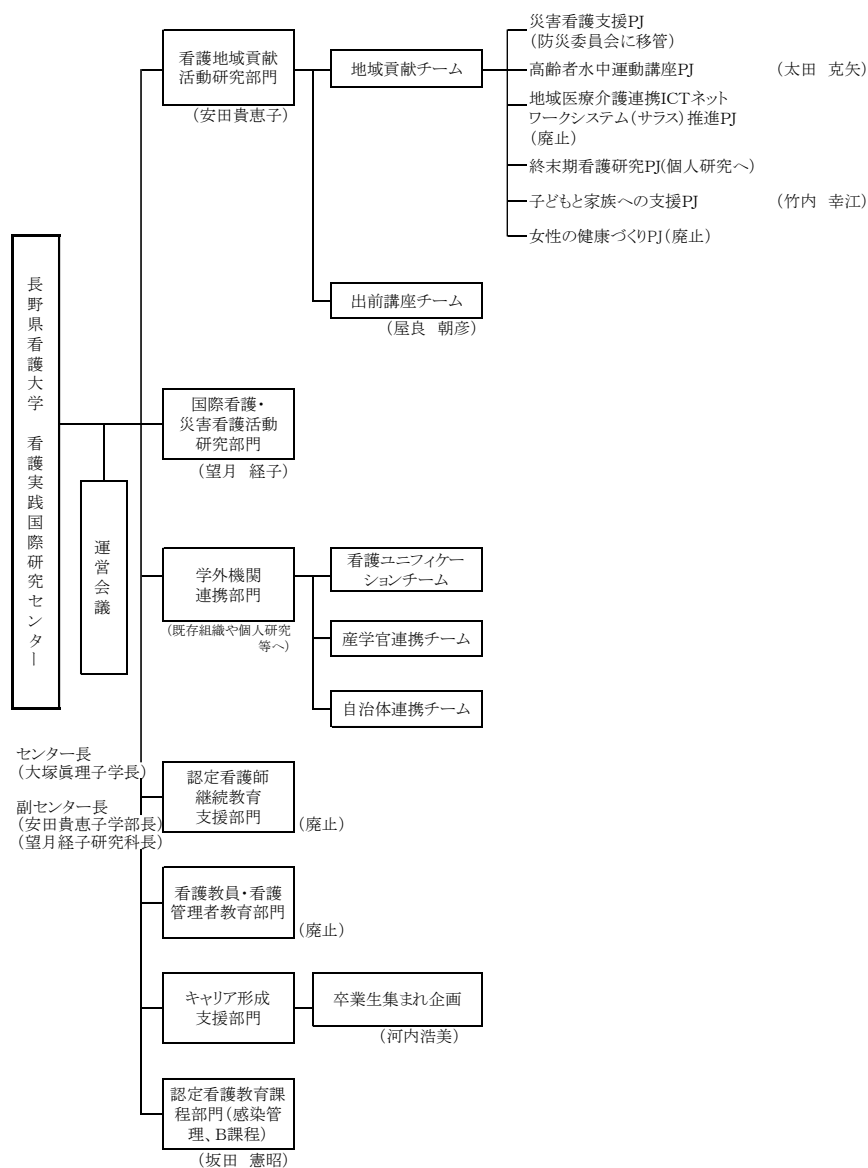 長野県看護大学　看護実践国際研究センター
運営会議
センター長
（大塚眞理子学長）
副センター長
（安田貴恵子学部長）
（望月経子研究科長）
看護地域貢献
活動研究部門
（安田貴恵子）
地域貢献チーム
災害看護支援PJ
（防災委員会に移管）
高齢者水中運動講座PJ　（太田　克矢）
地域医療介護連携ICTネット
ワークシステム（サラス）推進PJ
（廃止）
終末期看護研究PJ（個人研究へ）
子どもと家族への支援PJ　（竹内　幸江）
女性の健康づくりPJ（廃止）
出前講座チーム
（屋良　朝彦）
国際看護・
災害看護活動
研究部門
（望月　経子）
学外機関
連携部門
（既存組織や個人研究
等へ）
看護ユニフィケー
ションチーム
産学官連携チーム
自治体連携チーム
認定看護師
継続教育
支援部門
（廃止）
看護教員・看護
管理者教育部門
（廃止）
キャリア形成
支援部門
卒業生集まれ企画
（河内浩美）
認定看護教育課
程部門（感染管
理、B課程）
（坂田　憲昭）